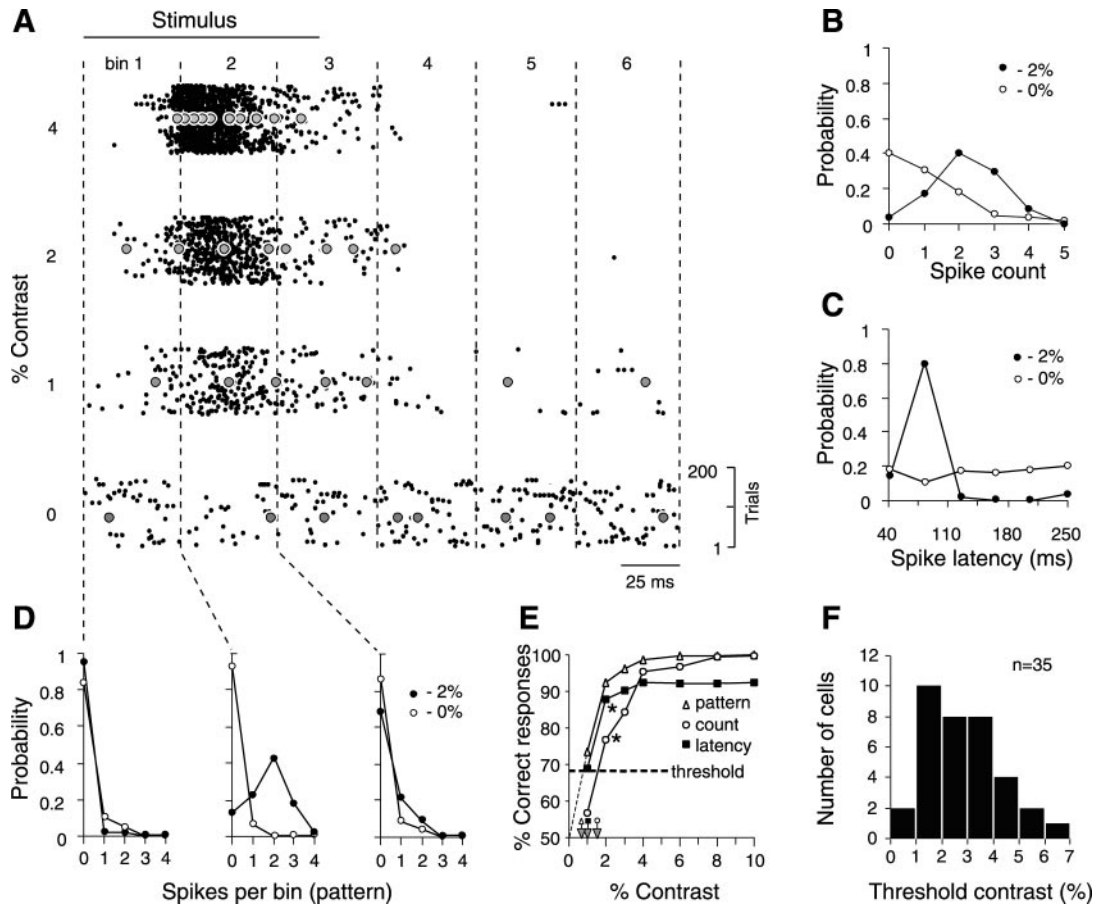 A
Stimulus
bin 1 2 3 4 5 6
% Contrast
4
2
1
0
200
Trials
1
25 ms
B
Probability
1
0.8
0.6
0.4
0.2
0
- 2%
- 0%
0 1 2 3 4 5
Spike count
C
Probability
1
0.8
0.6
0.4
0.2
0
- 2%
- 0%
40 110 180 250
Spike latency (ms)
D
Probability
1
0.8
0.6
0.4
0.2
0
- 2%
- 0%
0 1 2 3 4
0 1 2 3 4
0 1 2 3 4
Spikes per bin (pattern)
E
% Correct responses
100
90
80
70
60
50
pattern
count
latency
threshold
*
*
0 2 4 6 8 10
% Contrast
F
Number of cells
12
10
8
6
4
2
0
n=35
0 1 2 3 4 5 6 7
Threshold contrast (%)